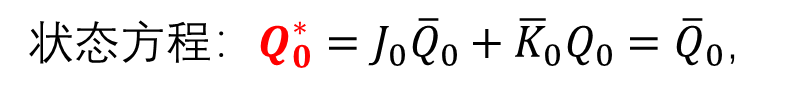 状态方程：Q₀* = J₀Q̄₀ + K̄₀Q₀ = Q̄₀,